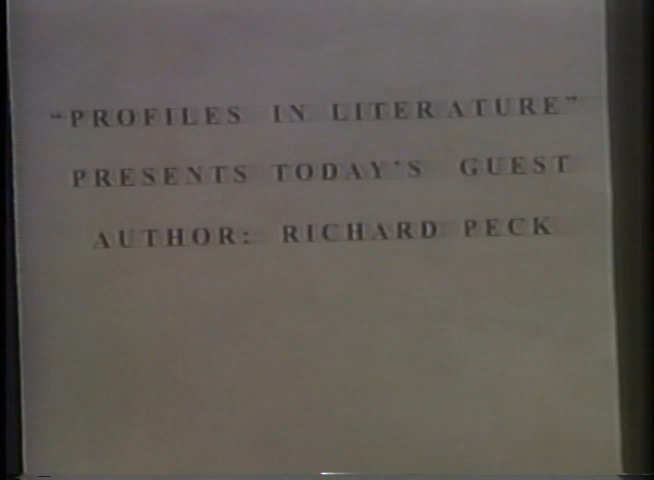 "PROFILES IN LITERATURE"
PRESENTS TODAY'S GUEST
AUTHOR: RICHARD PECK